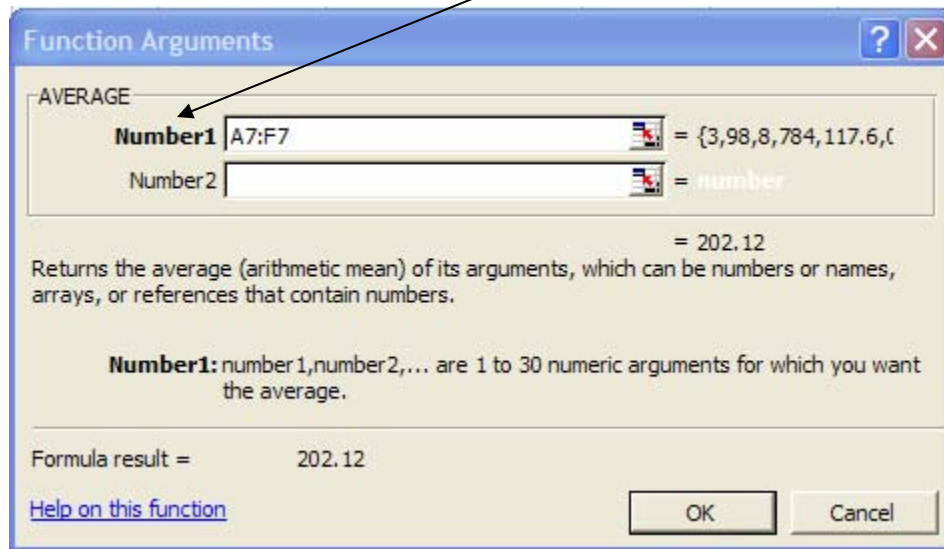 Function Arguments
AVERAGE
Number1 A7:F7 = {3,98,8,784,117.6,(
Number2 = number
= 202.12
Returns the average (arithmetic mean) of its arguments, which can be numbers or names,
arrays, or references that contain numbers.
Number1: number1,number2,... are 1 to 30 numeric arguments for which you want
the average.
Formula result = 202.12
Help on this function OK Cancel